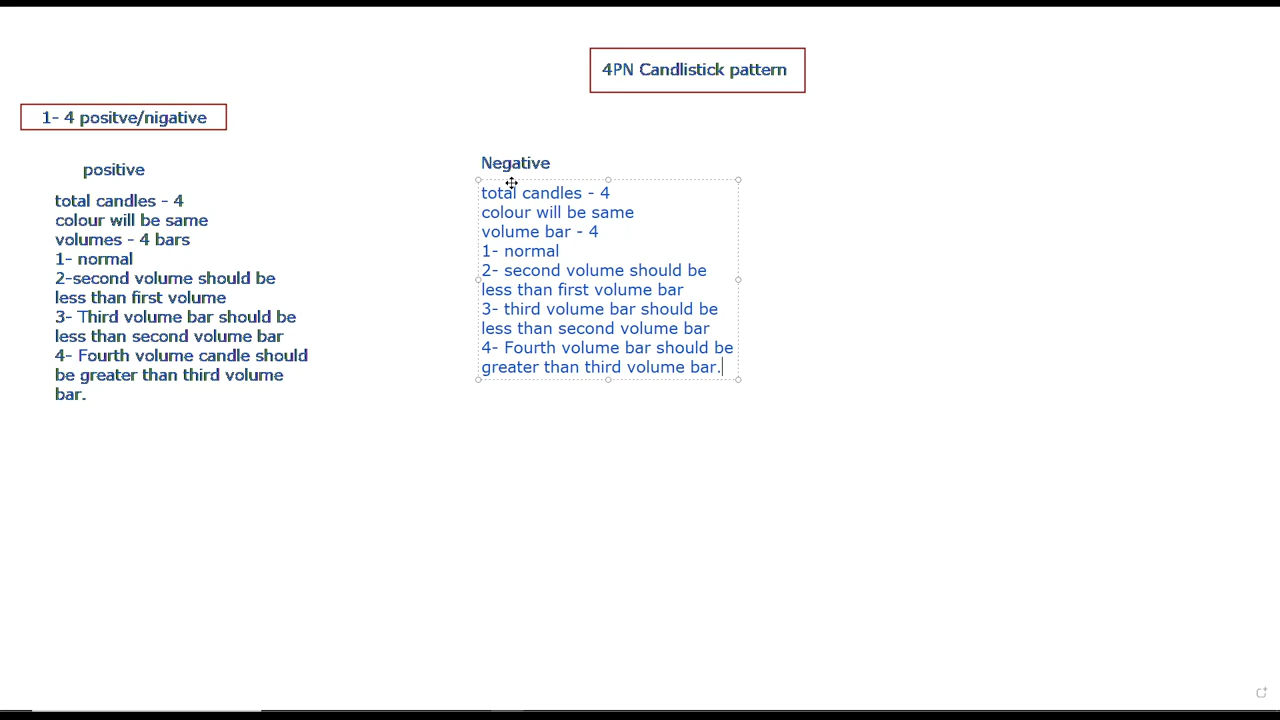 4PN Candlistick pattern
1- 4 positve/nigative
positive
total candles - 4
colour will be same
volumes - 4 bars
1- normal
2-second volume should be
less than first volume
3- Third volume bar should be
less than second volume bar
4- Fourth volume candle should
be greater than third volume
bar.
Negative
total candles - 4
colour will be same
volume bar - 4
1- normal
2- second volume should be
less than first volume bar
3- third volume bar should be
less than second volume bar
4- Fourth volume bar should be
greater than third volume bar.